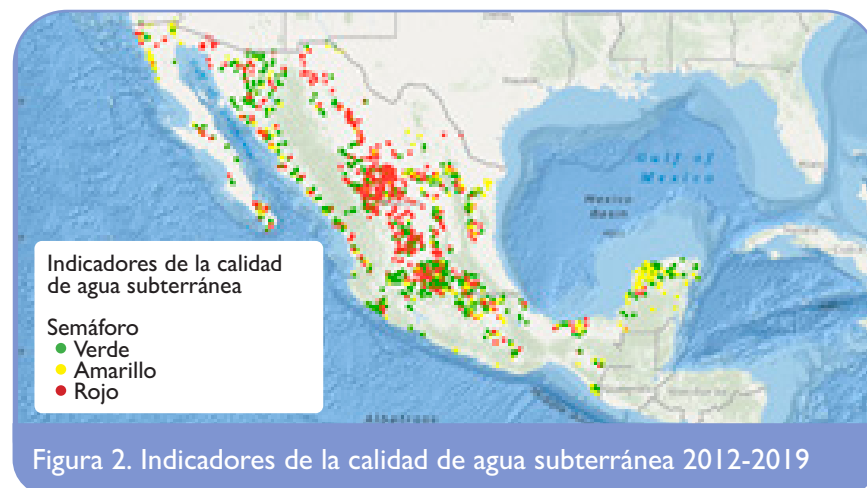 Gulf of
Mexico
Mexico
Basin
Indicadores de la calidad
de agua subterránea
Semáforo
Verde
Amarillo
Rojo
Figura 2. Indicadores de la calidad de agua subterránea 2012-2019